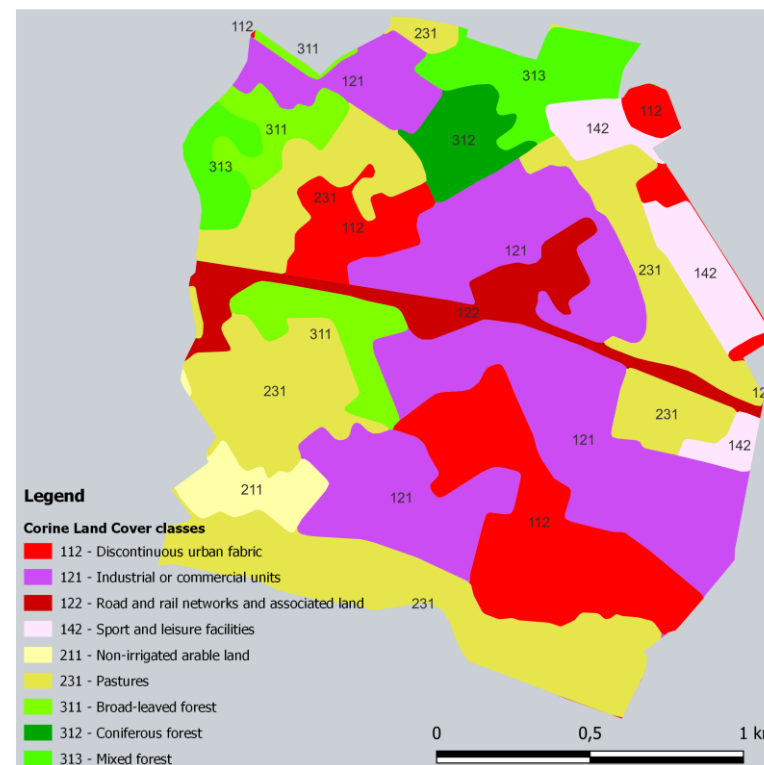 112
311
231
121
313
112
142
311
312
313
231
112
121
231
142
122
311
231
12
231
121
142
211
121
112
231
Legend
Corine Land Cover classes
112 - Discontinuous urban fabric
121 - Industrial or commercial units
122 - Road and rail networks and associated land
142 - Sport and leisure facilities
211 - Non-irrigated arable land
231 - Pastures
311 - Broad-leaved forest
312 - Coniferous forest
313 - Mixed forest
0 0,5 1 k